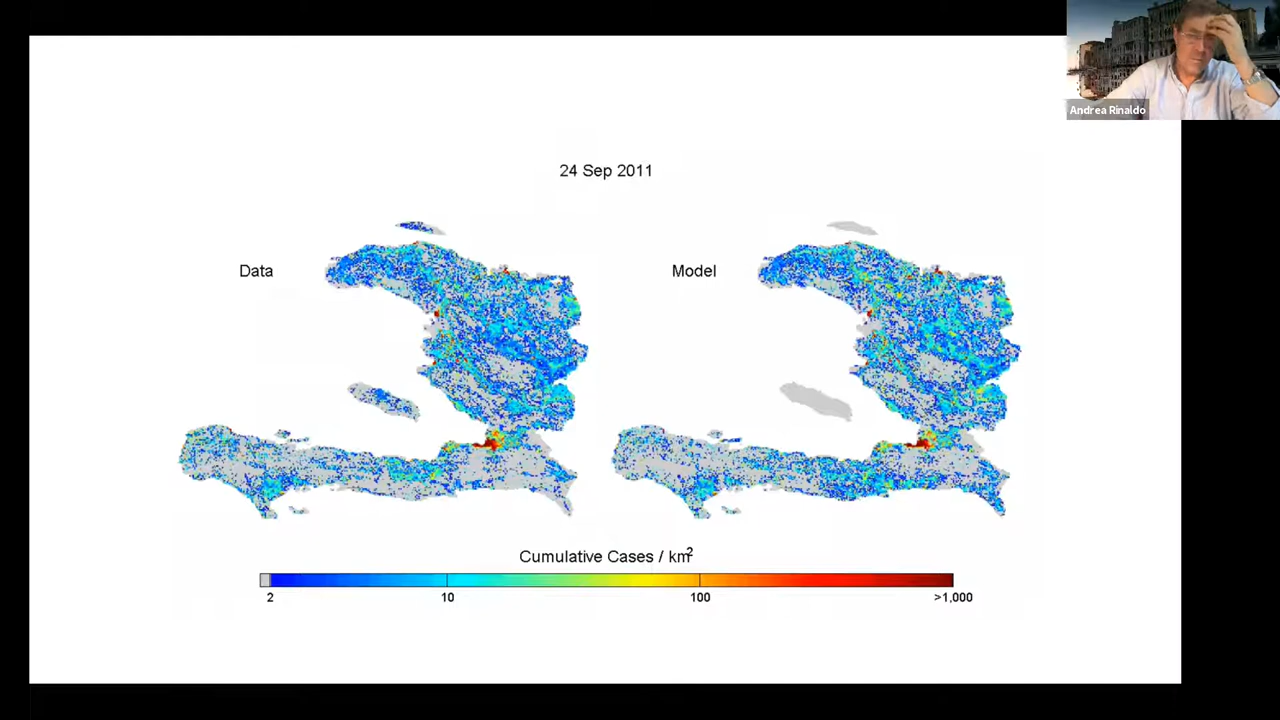 Andrea Rinaldo
24 Sep 2011
Data
Model
Cumulative Cases / km²
2 10 100 >1,000